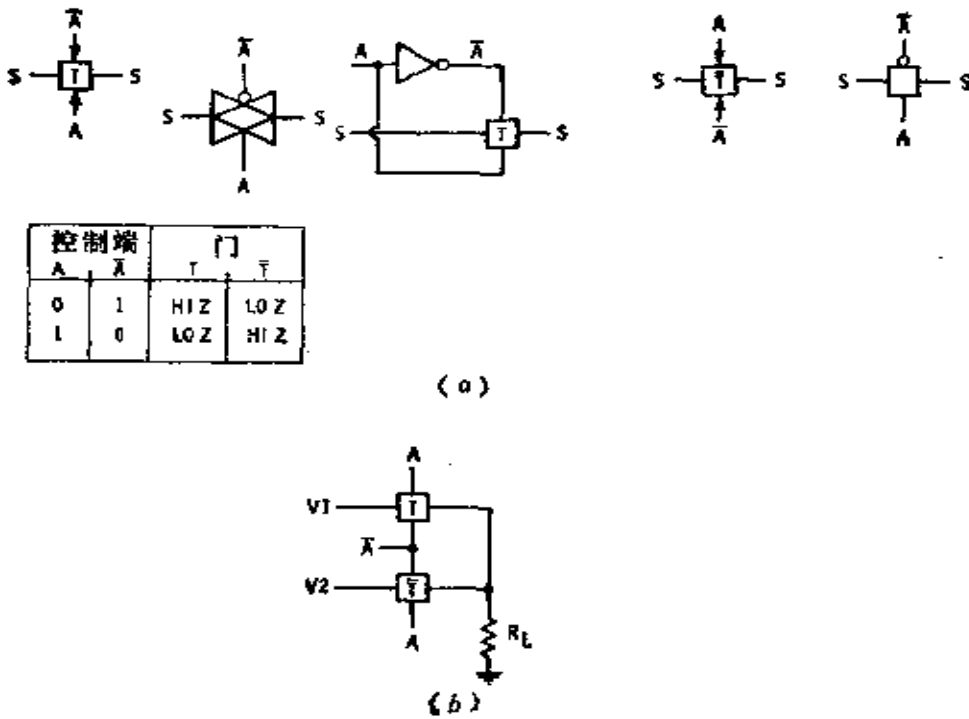 Ā A Ā
Ā A Ā
S T S S T S S S
S S
S T S
A Ā A
A
控制端 门
A Ā T T̄
0 1 HI Z LO Z
1 0 LO Z HI Z
(a)
A
V1 T
Ā
V2 T̄
A RL
(b)